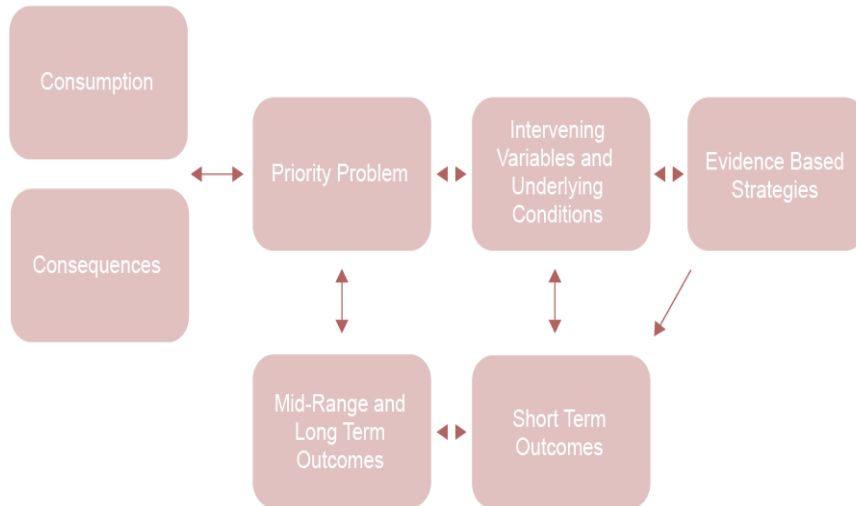 Consumption
Consequences
Priority Problem
Intervening
Variables and
Underlying
Conditions
Evidence Based
Strategies
Mid-Range and
Long Term
Outcomes
Short Term
Outcomes